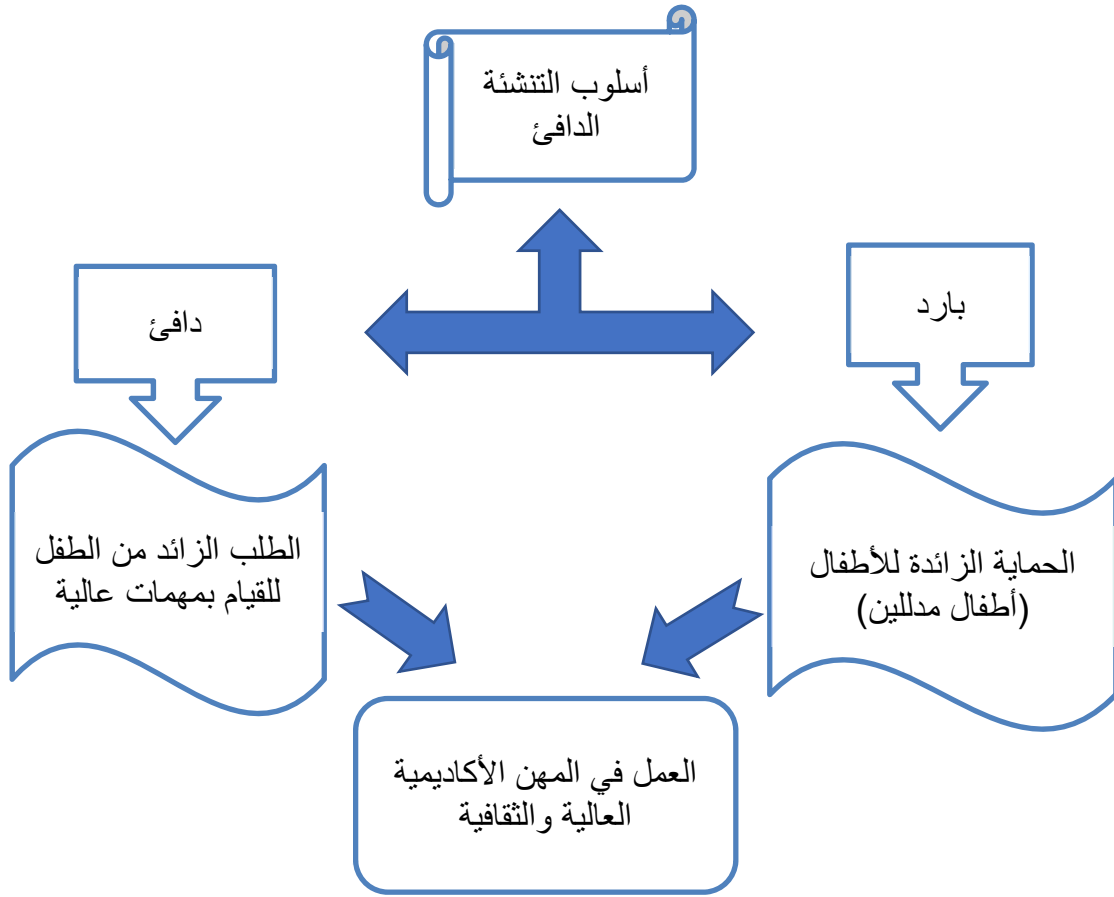 أسلوب التنشئة
الدافئ
بارد
دافئ
الحماية الزائدة للأطفال
(أطفال مدللين)
الطلب الزائد من الطفل
للقيام بمهمات عالية
العمل في المهن الأكاديمية
العالية والثقافية